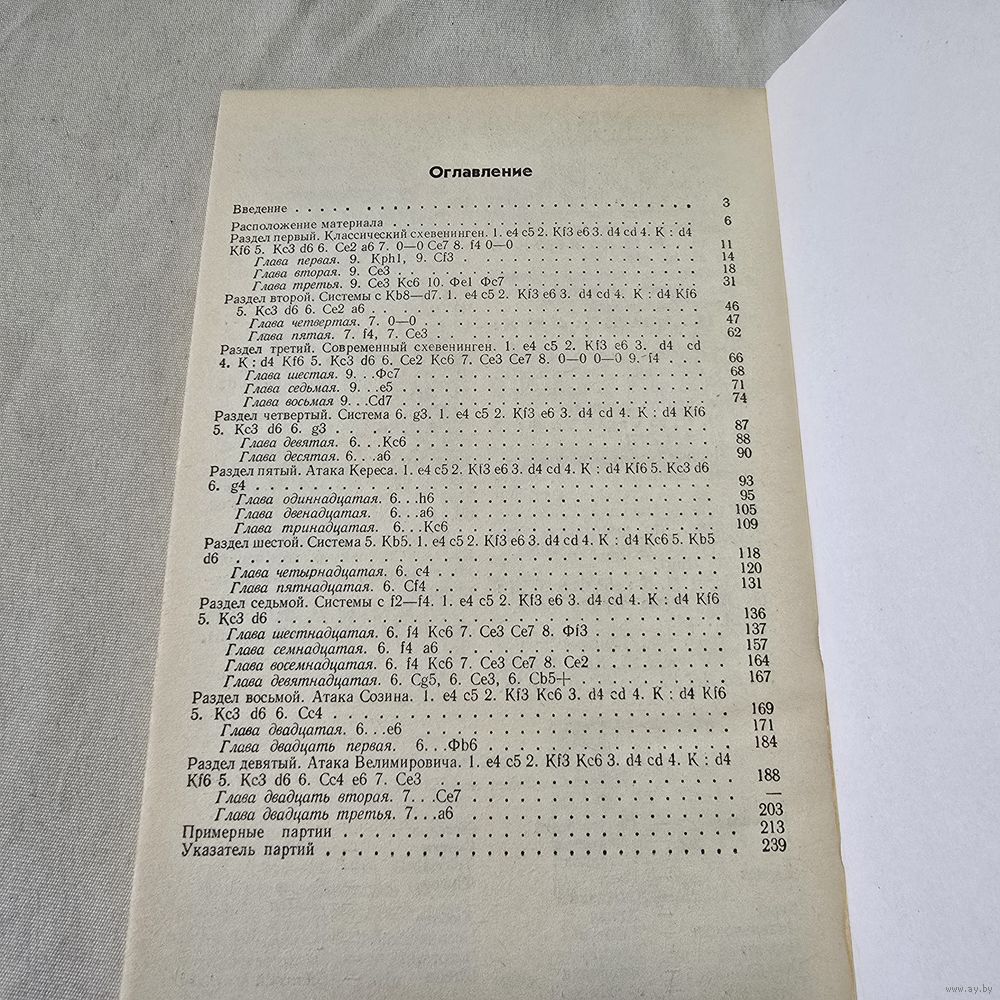 Оглавление
Введение . . . . . . . . . . . . . . . . . . . . 3
Расположение материала . . . . . . . . . . . . . . . . 6
Раздел первый. Классический схевенинген. 1. e4 c5 2. Kf3 e6 3. d4 cd 4. K : d4
Kf6 5. Kc3 d6 6. Ce2 a6 7. 0—0 Ce7 8. f4 0—0 . . . . . . . . 11
Глава первая. 9. Kph1, 9. Cf3 . . . . . . . . . . . . 14
Глава вторая. 9. Ce3 . . . . . . . . . . . . . . . 18
Глава третья. 9. Ce3 Kc6 10. Фe1 Фc7 . . . . . . . . . . 31
Раздел второй. Системы с Kb8—d7. 1. e4 c5 2. Kf3 e6 3. d4 cd 4. K : d4 Kf6
5. Kc3 d6 6. Ce2 a6 . . . . . . . . . . . . . . . 46
Глава четвертая. 7. 0—0 . . . . . . . . . . . . . . 47
Глава пятая. 7. f4, 7. Ce3 . . . . . . . . . . . . . 62
Раздел третий. Современный схевенинген. 1. e4 c5 2. Kf3 e6 3. d4 cd
4. K : d4 Kf6 5. Kc3 d6 6. Ce2 Kc6 7. Ce3 Ce7 8. 0—0 0—0 9. f4 . . . 66
Глава шестая. 9. . .Фc7 . . . . . . . . . . . . . . 68
Глава седьмая. 9. . .e5 . . . . . . . . . . . . . . 71
Глава восьмая 9. . .Cd7 . . . . . . . . . . . . . . 74
Раздел четвертый. Система 6. g3. 1. e4 c5 2. Kf3 e6 3. d4 cd 4. K : d4 Kf6
5. Kc3 d6 6. g3 . . . . . . . . . . . . . . . . 87
Глава девятая. 6. . .Kc6 . . . . . . . . . . . . . . 88
Глава десятая. 6. . .a6 . . . . . . . . . . . . . . 90
Раздел пятый. Атака Кереса. 1. e4 c5 2. Kf3 e6 3. d4 cd 4. K : d4 Kf6 5. Kc3 d6
6. g4 . . . . . . . . . . . . . . . . . . . . 93
Глава одиннадцатая. 6. . .h6 . . . . . . . . . . . . 95
Глава двенадцатая. 6. . .a6 . . . . . . . . . . . . . 105
Глава тринадцатая. 6. . .Kc6 . . . . . . . . . . . . 109
Раздел шестой. Система 5. Kb5. 1. e4 c5 2. Kf3 e6 3. d4 cd 4. K : d4 Kc6 5. Kb5
d6 . . . . . . . . . . . . . . . . . . . . . 118
Глава четырнадцатая. 6. c4 . . . . . . . . . . . . . 120
Глава пятнадцатая. 6. Cf4 . . . . . . . . . . . . . 131
Раздел седьмой. Системы с f2—f4. 1. e4 c5 2. Kf3 e6 3. d4 cd 4. K : d4 Kf6
5. Kc3 d6 . . . . . . . . . . . . . . . . . . . 136
Глава шестнадцатая. 6. f4 Kc6 7. Ce3 Ce7 8. Фf3 . . . . . . 137
Глава семнадцатая. 6. f4 a6 . . . . . . . . . . . . . 157
Глава восемнадцатая. 6. f4 Kc6 7. Ce3 Ce7 8. Ce2 . . . . . . 164
Глава девятнадцатая. 6. Cg5, 6. Ce3, 6. Cb5+ . . . . . . . 167
Раздел восьмой. Атака Созина. 1. e4 c5 2. Kf3 Kc6 3. d4 cd 4. K : d4 Kf6
5. Kc3 d6 6. Cc4 . . . . . . . . . . . . . . . . 169
Глава двадцатая. 6. . .e6 . . . . . . . . . . . . . 171
Глава двадцать первая. 6. . .Фb6 . . . . . . . . . . . 184
Раздел девятый. Атака Велимировича. 1. e4 c5 2. Kf3 Kc6 3. d4 cd 4. K : d4
Kf6 5. Kc3 d6 6. Cc4 e6 7. Ce3 . . . . . . . . . . . . 188
Глава двадцать вторая. 7. . .Ce7 . . . . . . . . . . . —
Глава двадцать третья. 7. . .a6 . . . . . . . . . . . 203
Примерные партии . . . . . . . . . . . . . . . . . 213
Указатель партий . . . . . . . . . . . . . . . . . 239
www.ay.by